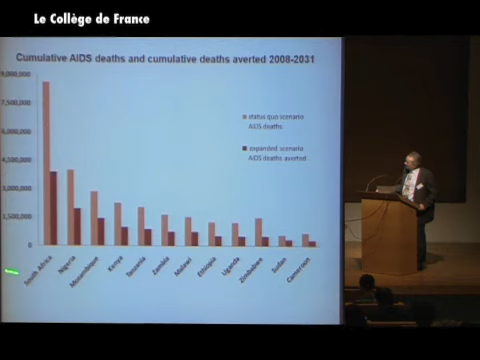 Le Collège de France
Cumulative AIDS deaths and cumulative deaths averted 2008-2031
9,000,000
7,500,000
6,000,000
4,500,000
3,000,000
1,500,000
0
status quo scenario
AIDS deaths
expanded scenario
AIDS deaths averted
South Africa
Nigeria
Mozambique
Kenya
Tanzania
Zambia
Malawi
Ethiopia
Uganda
Zimbabwe
Sudan
Cameroon